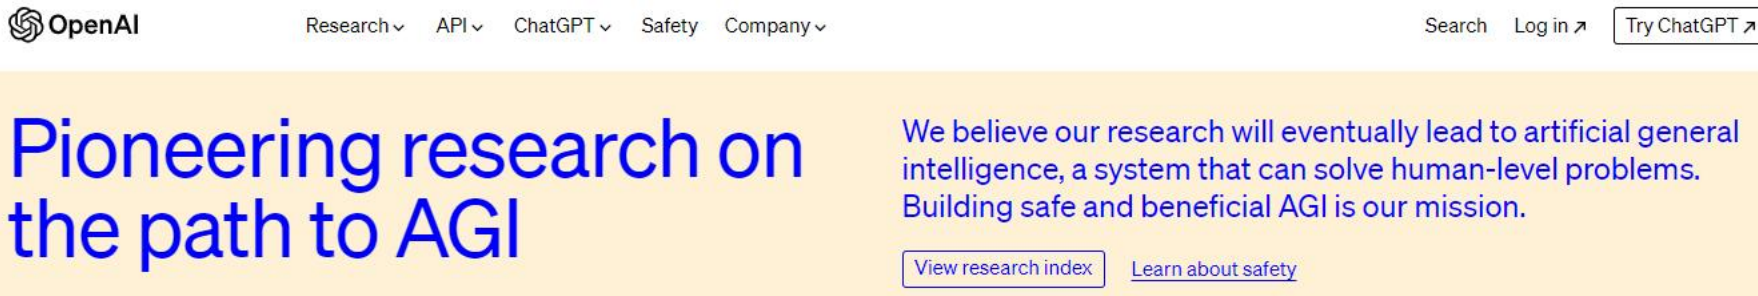 OpenAI Research API ChatGPT Safety Company Search Log in ↗ Try ChatGPT ↗
Pioneering research on
the path to AGI
We believe our research will eventually lead to artificial general
intelligence, a system that can solve human-level problems.
Building safe and beneficial AGI is our mission.
View research index Learn about safety